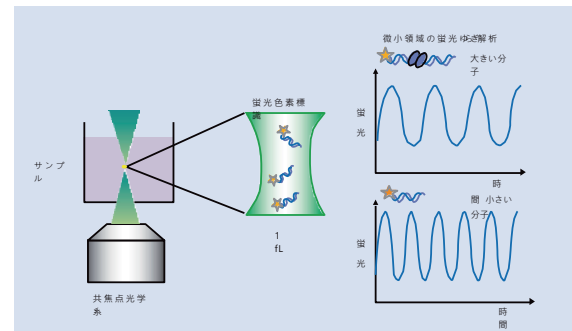 微小領域の蛍光ゆらぎ解析
大きい分
子
蛍光色素標
識
蛍
光
サンプ
ル
時
間 小さい
分子
1
fL
蛍
光
共焦点光学
系
時
間